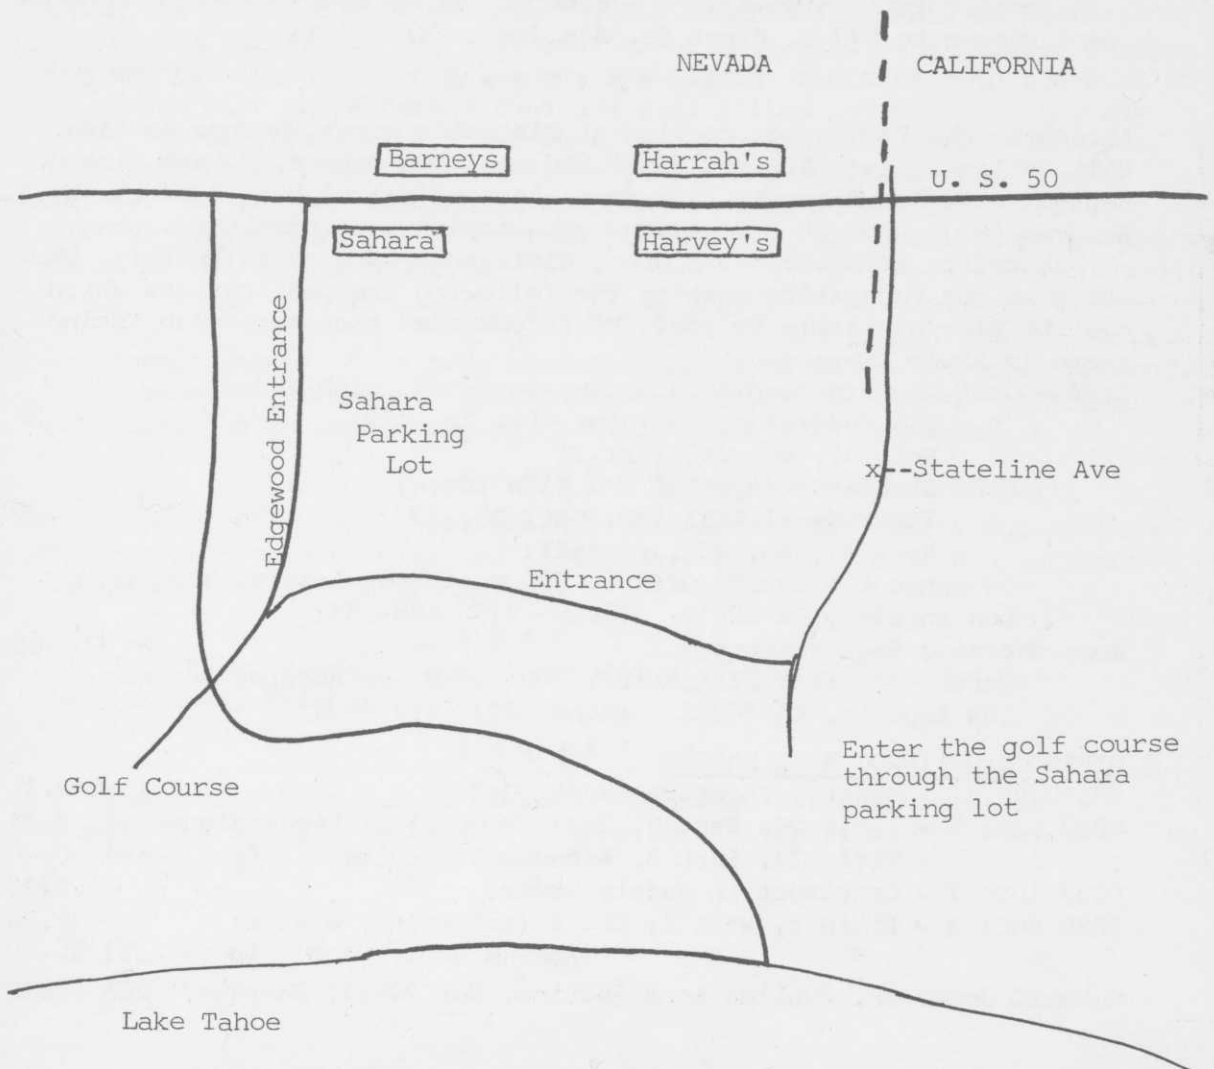 NEVADA
CALIFORNIA
Barneys
Harrah's
U. S. 50
Sahara
Harvey's
Edgewood Entrance
Sahara
Parking
Lot
x--Stateline Ave
Entrance
Golf Course
Enter the golf course
through the Sahara
parking lot
Lake Tahoe